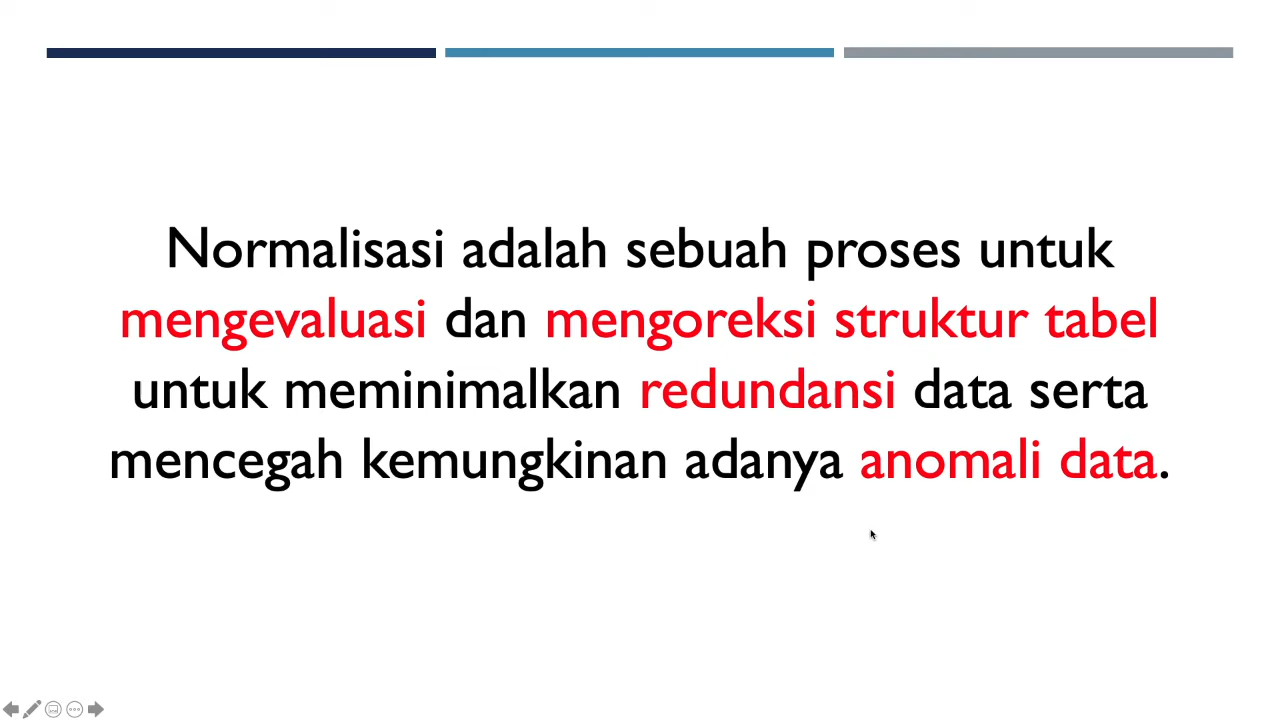 Normalisasi adalah sebuah proses untuk
mengevaluasi dan mengoreksi struktur tabel
untuk meminimalkan redundansi data serta
mencegah kemungkinan adanya anomali data.